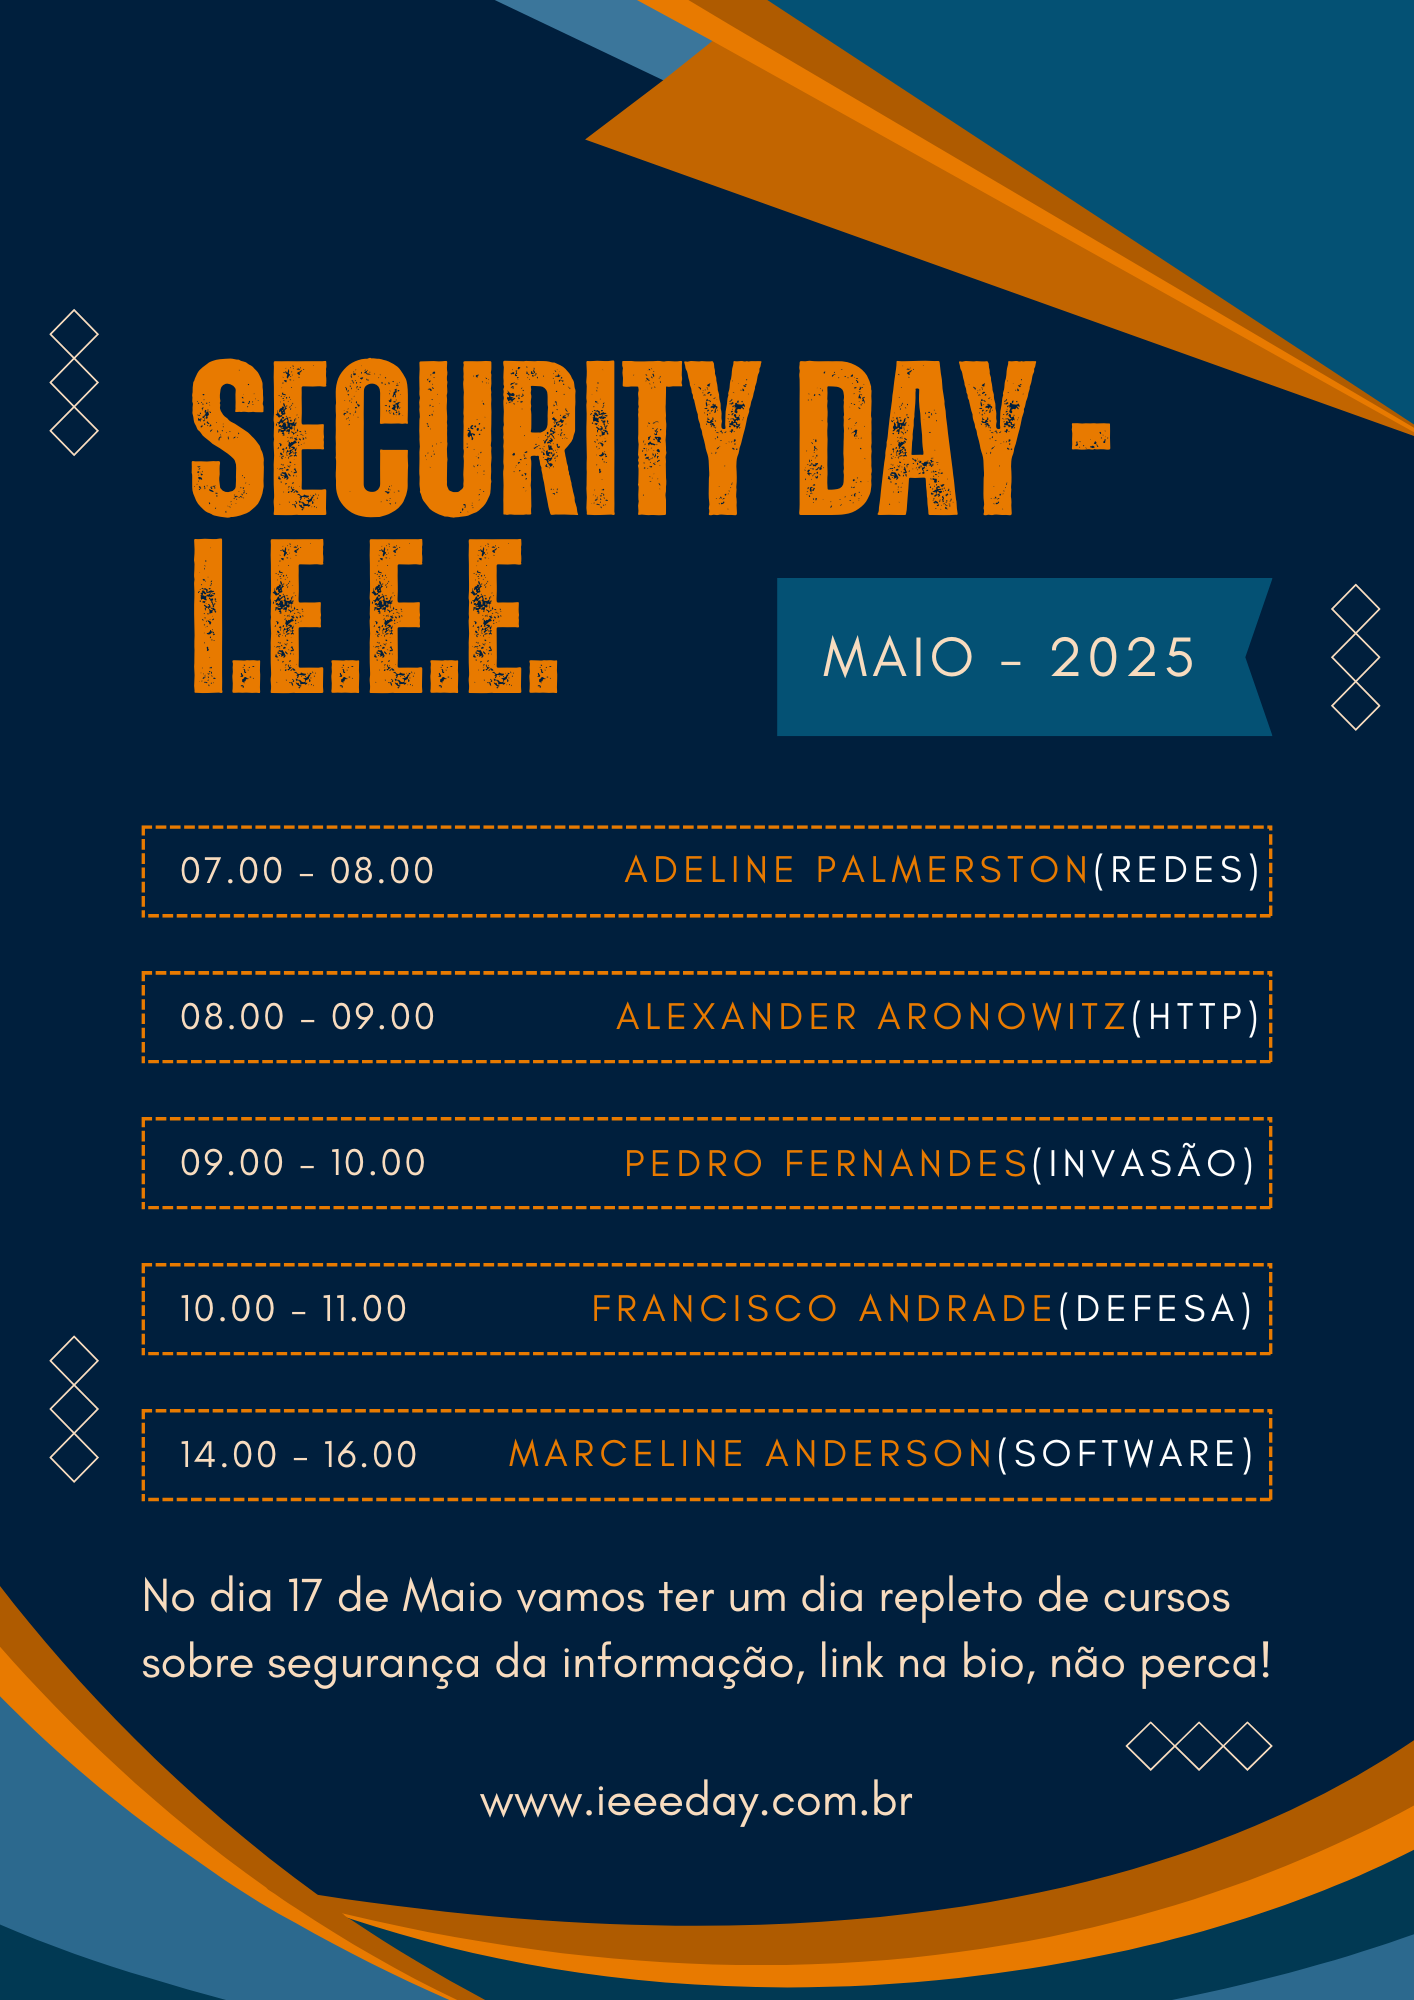 SECURITY DAY -
I.E.E.E.
MAIO - 2025
07.00 - 08.00 ADELINE PALMERSTON(REDES)
08.00 - 09.00 ALEXANDER ARONOWITZ(HTTP)
09.00 - 10.00 PEDRO FERNANDES(INVASÃO)
10.00 - 11.00 FRANCISCO ANDRADE(DEFESA)
14.00 - 16.00 MARCELINE ANDERSON(SOFTWARE)
No dia 17 de Maio vamos ter um dia repleto de cursos
sobre segurança da informação, link na bio, não perca!
www.ieeeday.com.br